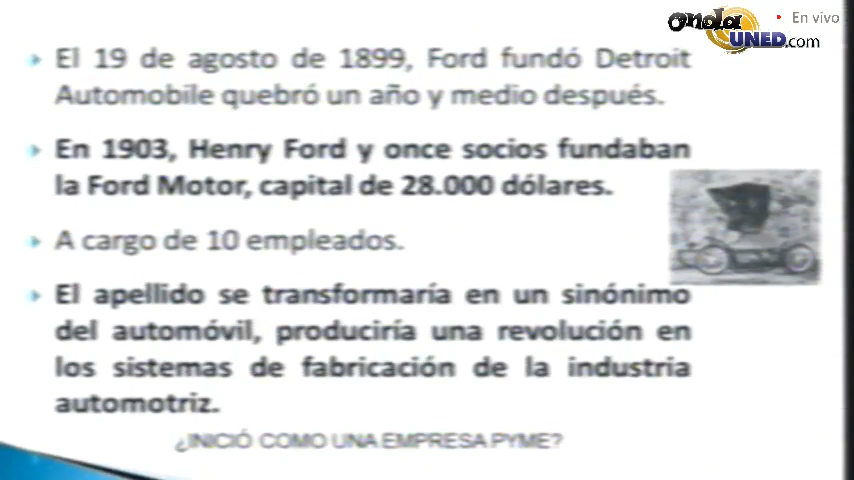 onda
UNED.com
En vivo
El 19 de agosto de 1899, Ford fundó Detroit
Automobile quebró un año y medio después.
En 1903, Henry Ford y once socios fundaban
la Ford Motor, capital de 28.000 dólares.
A cargo de 10 empleados.
El apellido se transformaría en un sinónimo
del automóvil, produciría una revolución en
los sistemas de fabricación de la industria
automotriz.
¿INICIÓ COMO UNA EMPRESA PYME?